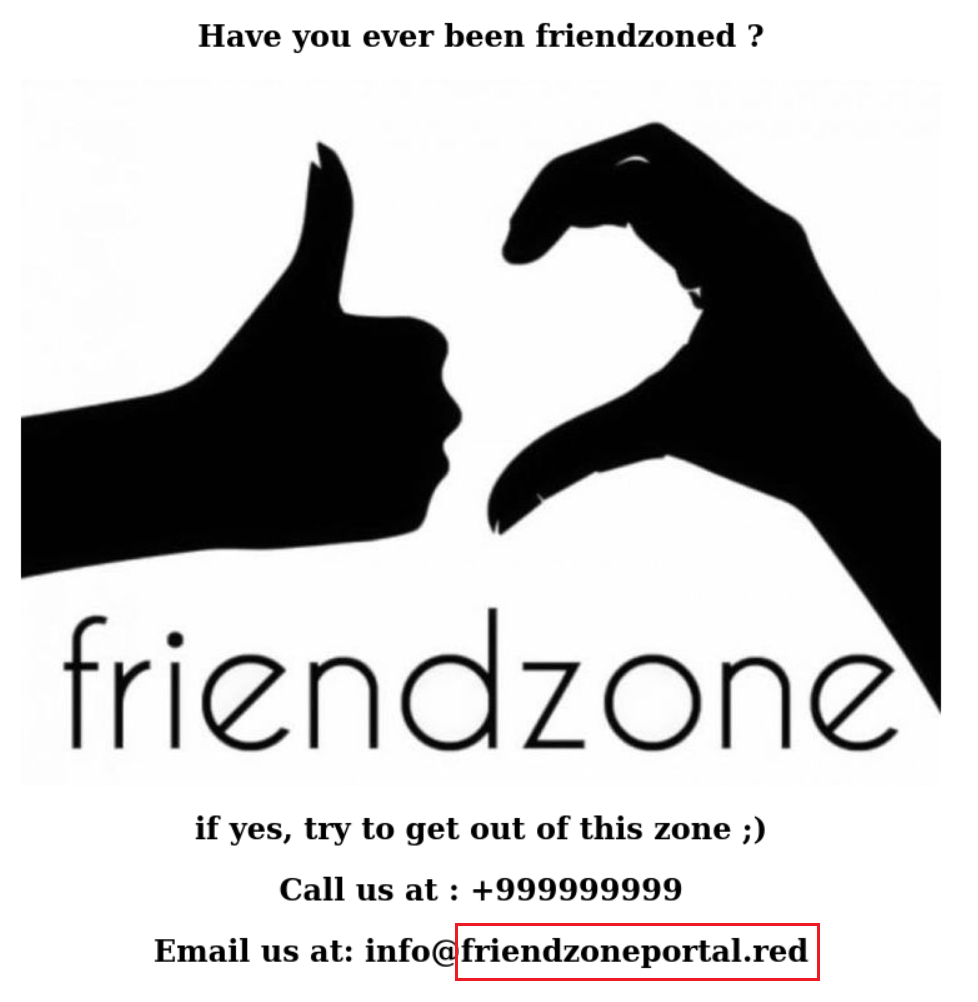 Have you ever been friendzoned ?
friendzone
if yes, try to get out of this zone ;)
Call us at : +999999999
Email us at: info@friendzoneportal.red